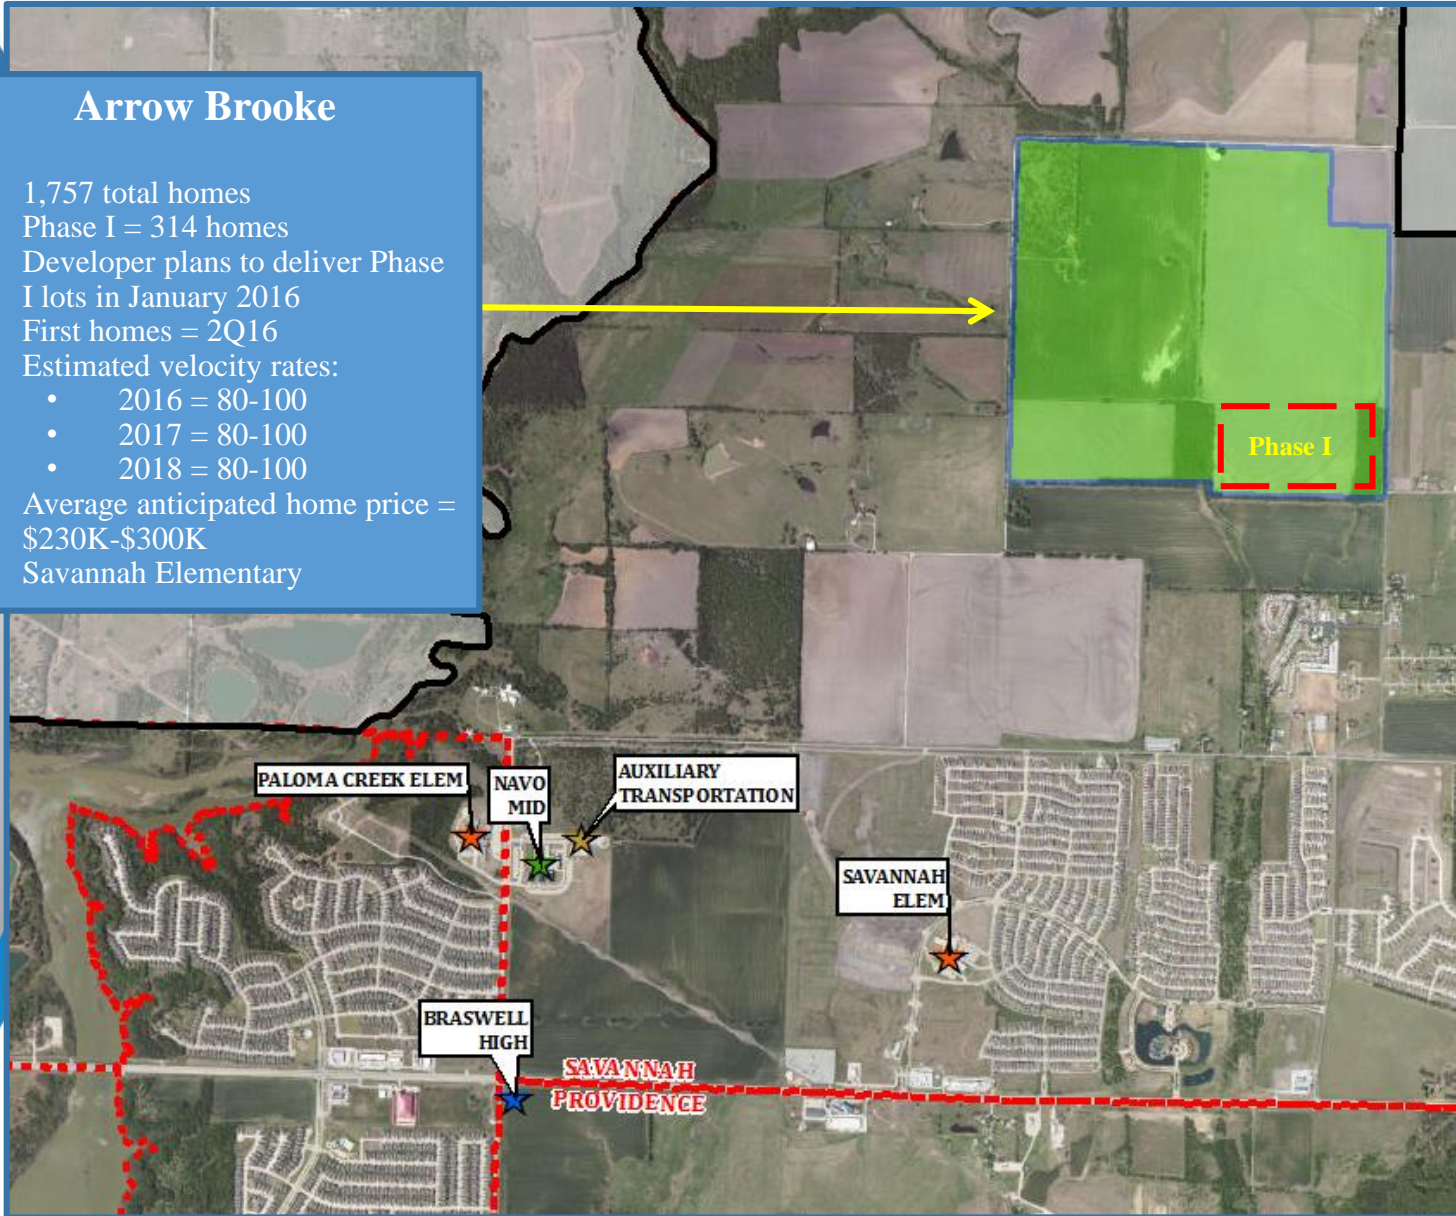 Arrow Brooke
1,757 total homes
Phase I = 314 homes
Developer plans to deliver Phase
I lots in January 2016
First homes = 2Q16
Estimated velocity rates:
• 2016 = 80-100
• 2017 = 80-100
• 2018 = 80-100
Average anticipated home price =
$230K-$300K
Savannah Elementary
Phase I
PALOMA CREEK ELEM
NAVO
MID
AUXILIARY
TRANSPORTATION
SAVANNAH
ELEM
BRASWELL
HIGH
SAVANNAH
PROVIDENCE